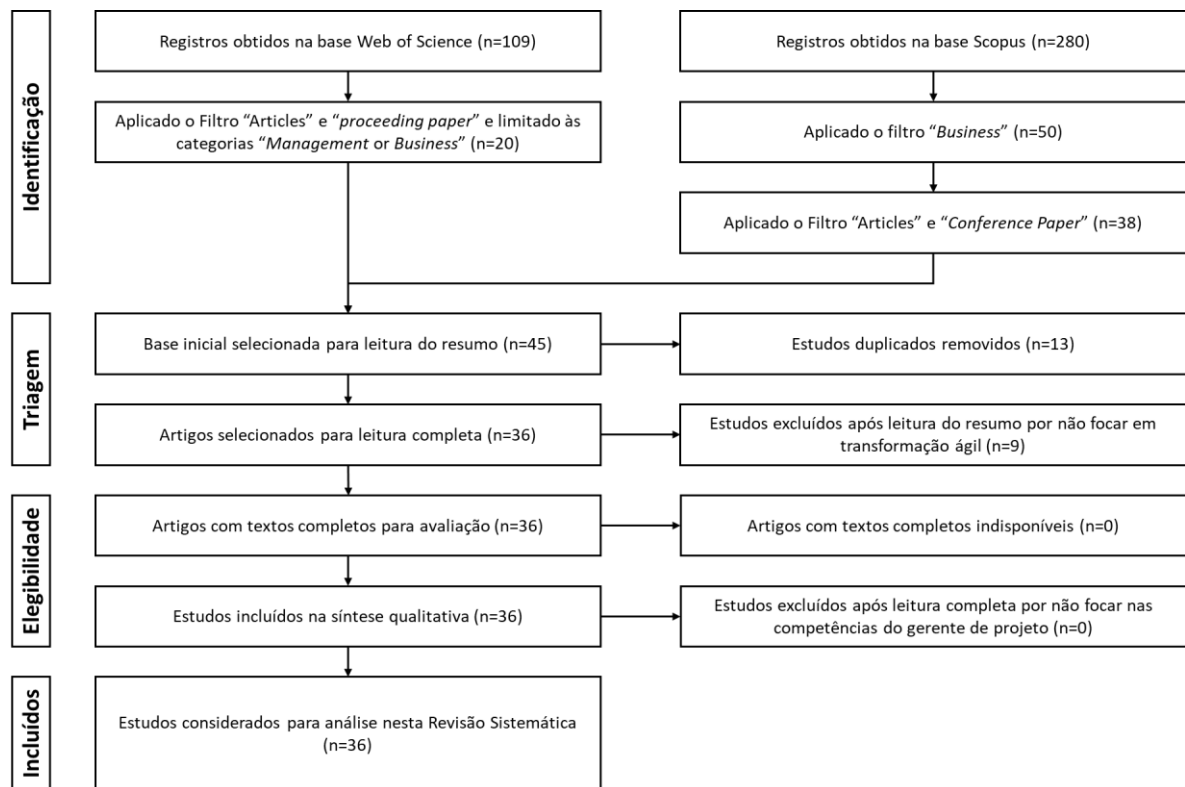 Identificação
Registros obtidos na base Web of Science (n=109)
Registros obtidos na base Scopus (n=280)
Aplicado o Filtro “Articles” e “proceeding paper” e limitado às
categorias “Management or Business” (n=20)
Aplicado o filtro “Business” (n=50)
Aplicado o Filtro “Articles” e “Conference Paper” (n=38)
Triagem
Base inicial selecionada para leitura do resumo (n=45)
Estudos duplicados removidos (n=13)
Artigos selecionados para leitura completa (n=36)
Estudos excluídos após leitura do resumo por não focar em
transformação ágil (n=9)
Elegibilidade
Artigos com textos completos para avaliação (n=36)
Artigos com textos completos indisponíveis (n=0)
Estudos incluídos na síntese qualitativa (n=36)
Estudos excluídos após leitura completa por não focar nas
competências do gerente de projeto (n=0)
Incluídos
Estudos considerados para análise nesta Revisão Sistemática
(n=36)